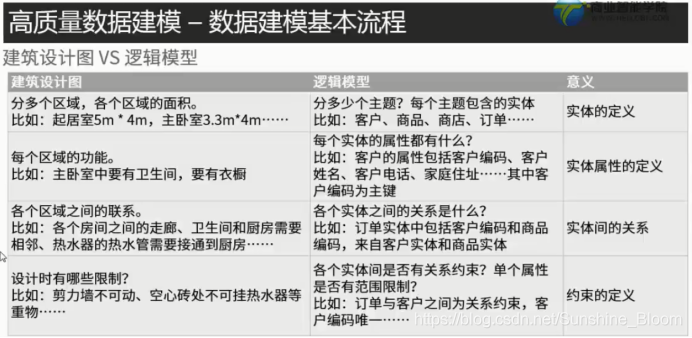 高质量数据建模 – 数据建模基本流程
商业智能学院
建筑设计图 VS 逻辑模型
建筑设计图
逻辑模型
意义
分多个区域，各个区域的面积。
比如：起居室5m * 4m，主卧室3.3m*4m……
分多少个主题？每个主题包含的实体
比如：客户、商品、商店、订单……
实体的定义
每个区域的功能。
比如：主卧室中要有卫生间，要有衣橱
每个实体的属性都有什么？
比如：客户的属性包括客户编码、客户
姓名、客户电话、家庭住址……其中客
户编码为主键
实体属性的定义
各个区域之间的联系。
比如：各个房间之间的走廊、卫生间和厨房需要
相邻、热水器的热水管需要接通到厨房……
各个实体之间的关系是什么？
比如：订单实体中包括客户编码和商品
编码，来自客户实体和商品实体
实体间的关系
设计时有哪些限制？
比如：剪力墙不可动、空心砖处不可挂热水器等
重物……
各个实体间是否有关系约束？单个属性
是否有范围限制？
比如：订单与客户之间为关系约束，客
户编码唯一……
约束的定义
https://blog.csdn.net/Sunshine_Bloom